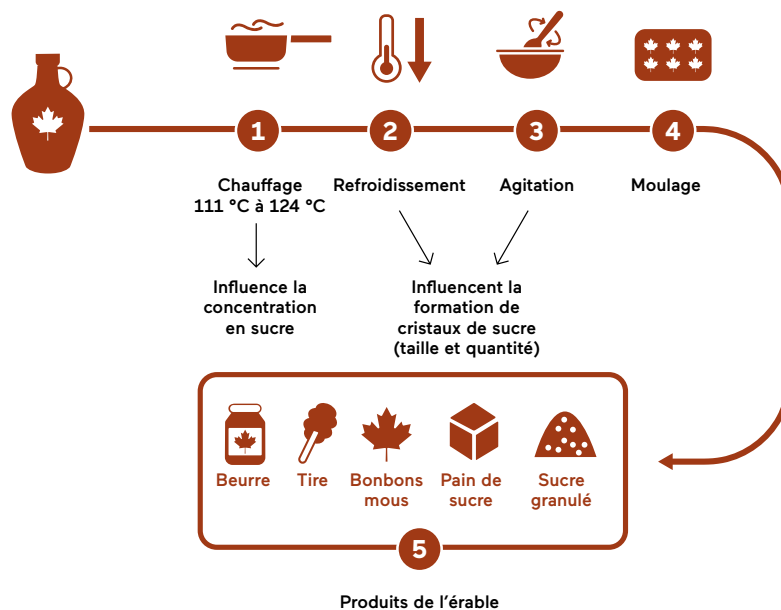 1
2
3
4
Chauffage
111 °C à 124 °C
Refroidissement
Agitation
Moulage
Influence la
concentration
en sucre
Influencent la
formation de
cristaux de sucre
(taille et quantité)
Beurre
Tire
Bonbons
mous
Pain de
sucre
Sucre
granulé
5
Produits de l’érable